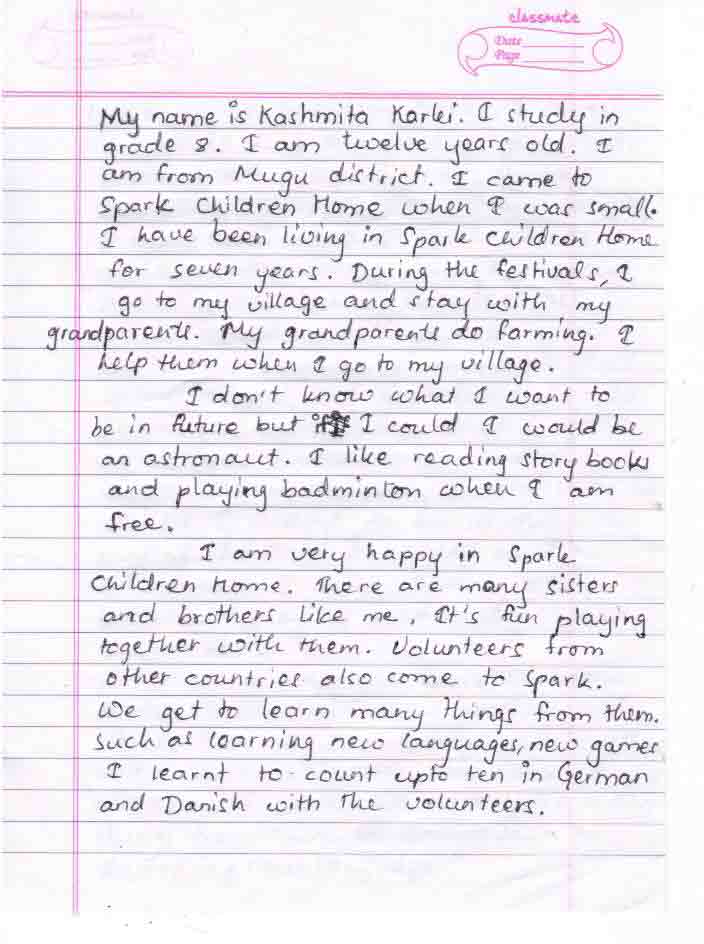 classmate
Date
Page
My name is Kashmita Karki. I study in
grade 8. I am twelve years old. I
am from Mugu district. I came to
Spark Children Home when I was small.
I have been living in Spark Children Home
for seven years. During the festivals, I
go to my village and stay with my
grandparents. My grandparents do farming. I
help them when I go to my village.
I don't know what I want to
be in future but if I could I would be
an astronaut. I like reading story books
and playing badminton when I am
free.
I am very happy in Spark
Children Home. There are many sisters
and brothers like me. It's fun playing
together with them. Volunteers from
other countries also come to Spark.
We get to learn many things from them.
Such as learning new languages, new games
I learnt to count upto ten in German
and Danish with the volunteers.